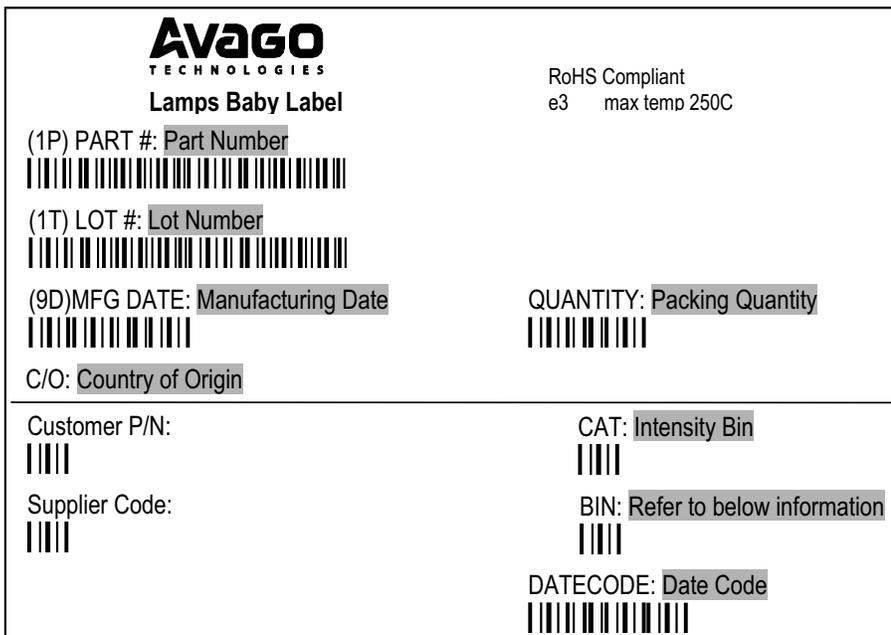 AVAGO
TECHNOLOGIES
Lamps Baby Label
RoHS Compliant
e3 max temp 250C
(1P) PART #: Part Number
(1T) LOT #: Lot Number
(9D)MFG DATE: Manufacturing Date
QUANTITY: Packing Quantity
C/O: Country of Origin
Customer P/N:
CAT: Intensity Bin
Supplier Code:
BIN: Refer to below information
DATECODE: Date Code